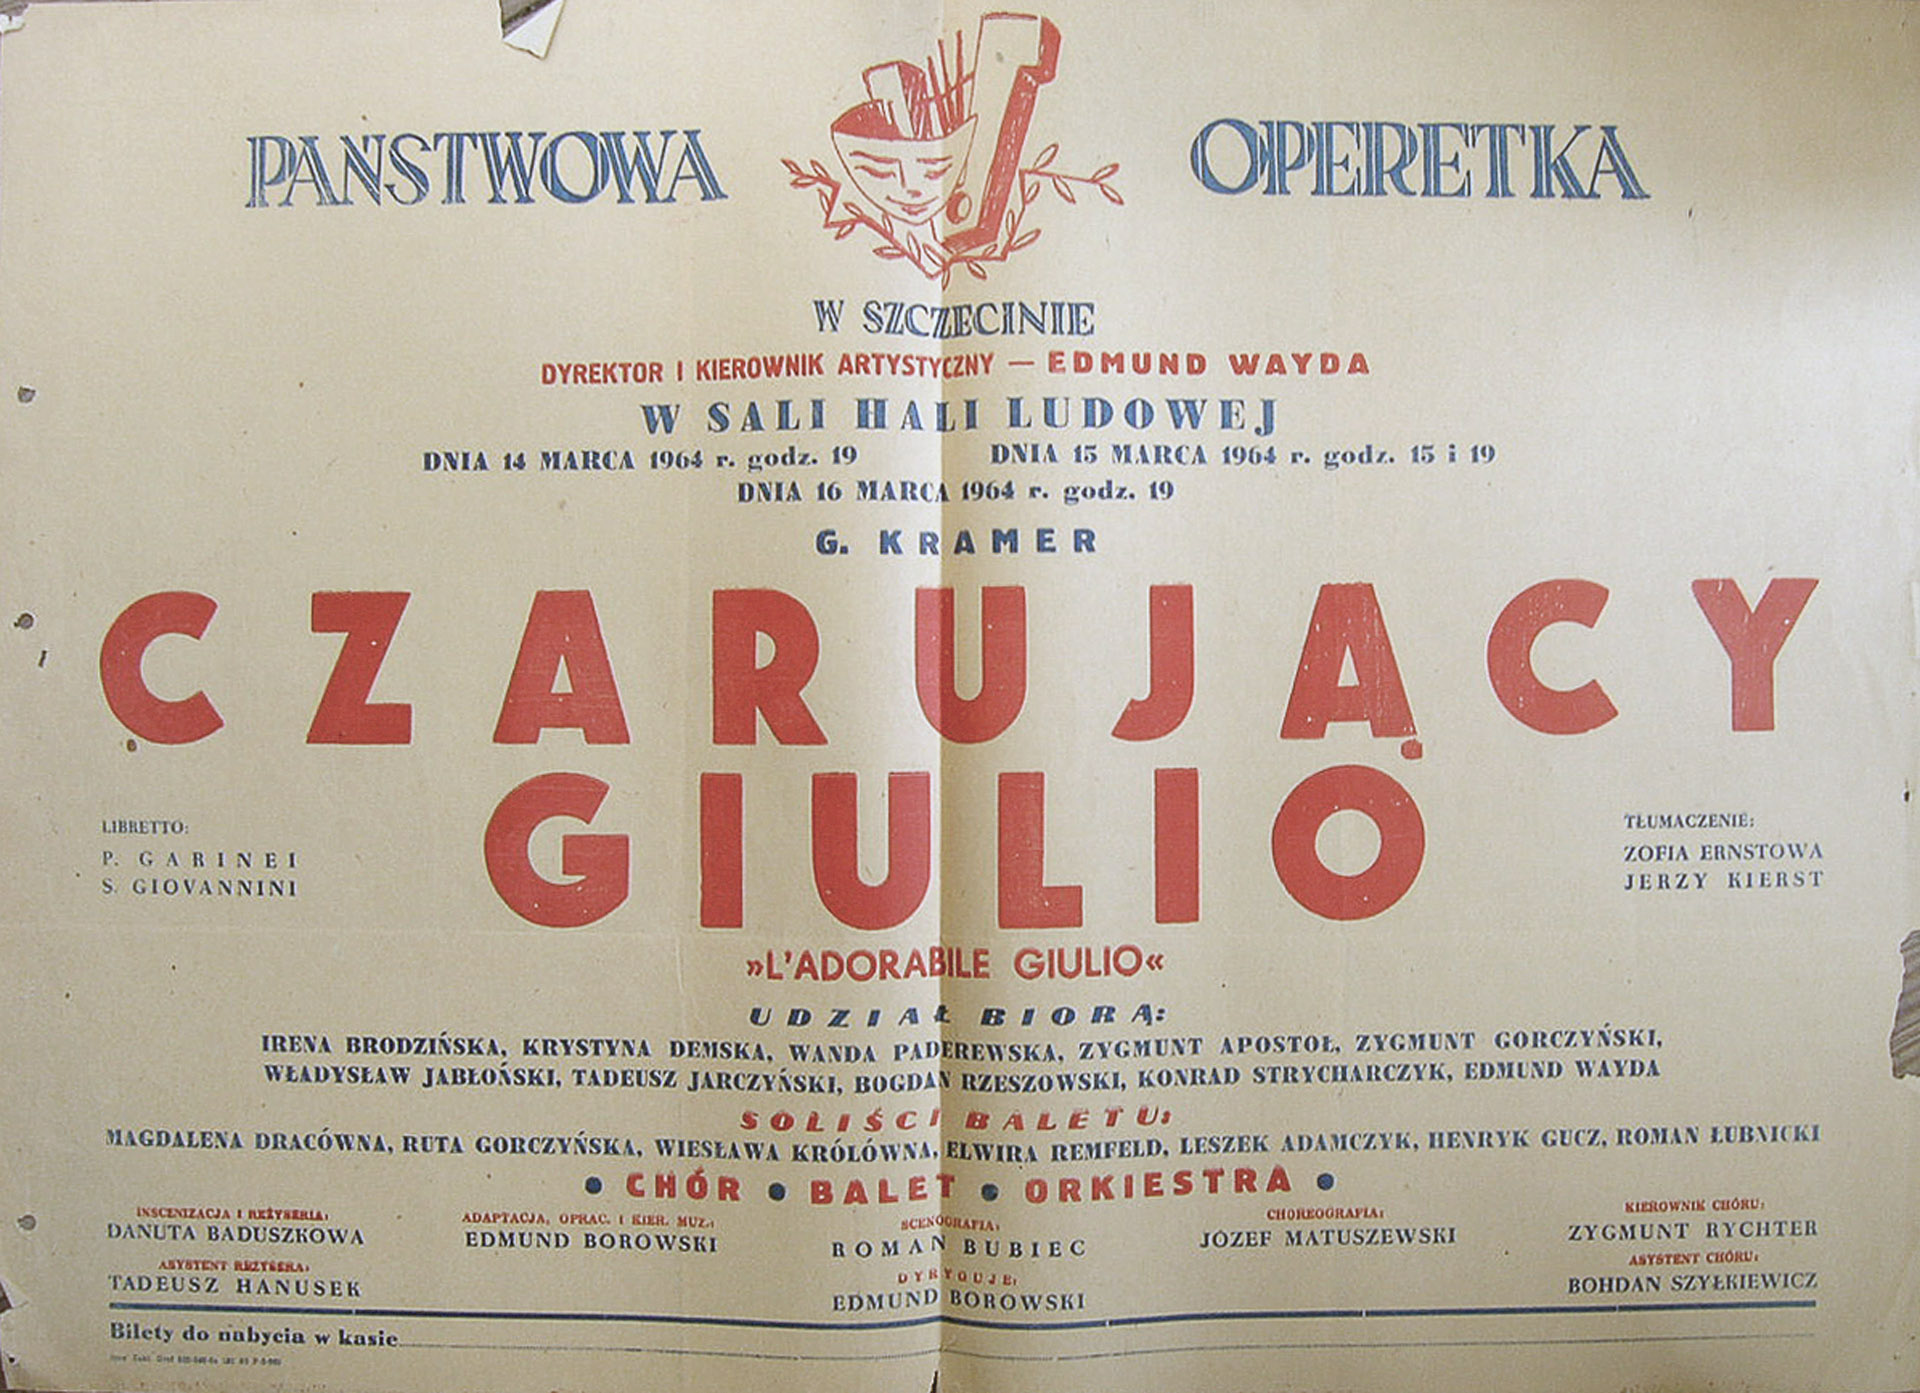 PAŃSTWOWA OPERETKA
W SZCZECINIE
DYREKTOR I KIEROWNIK ARTYSTYCZNY — EDMUND WAYDA
W SALI HALI LUDOWEJ
DNIA 14 MARCA 1964 r. godz. 19 DNIA 15 MARCA 1964 r. godz. 15 i 19
DNIA 16 MARCA 1964 r. godz. 19
G. KRAMER
CZARUJĄCY
GIULIO
LIBRETTO:
P. GARINEI
S. GIOVANNINI
TŁUMACZENIE:
ZOFIA ERNSTOWA
JERZY KIERST
»L'ADORABILE GIULIO«
UDZIAŁ BIORĄ:
IRENA BRODZIŃSKA, KRYSTYNA DEMSKA, WANDA PADEREWSKA, ZYGMUNT APOSTOŁ, ZYGMUNT GORCZYŃSKI,
WŁADYSŁAW JABŁOŃSKI, TADEUSZ JARCZYŃSKI, BOGDAN RZESZOWSKI, KONRAD STRYCHARCZYK, EDMUND WAYDA
SOLIŚCI BALETU:
MAGDALENA DRACÓWNA, RUTA GORCZYŃSKA, WIESŁAWA KRÓLÓWNA, ELWIRA REMFELD, LESZEK ADAMCZYK, HENRYK GUCZ, ROMAN ŁUBNICKI
• CHÓR • BALET • ORKIESTRA •
INSCENIZACJA I REŻYSERIA:
DANUTA BADUSZKOWA
ASYSTENT REŻYSERA:
TADEUSZ HANUSEK
ADAPTACJA, OPRAC. I KIER. MUZ.:
EDMUND BOROWSKI
SCENOGRAFIA:
ROMAN BUBIEC
DYRYGUJE:
EDMUND BOROWSKI
CHOREOGRAFIA:
JÓZEF MATUSZEWSKI
KIEROWNIK CHÓRU:
ZYGMUNT RYCHTER
ASYSTENT CHÓRU:
BOHDAN SZYŁKIEWICZ
Bilety do nabycia w kasie